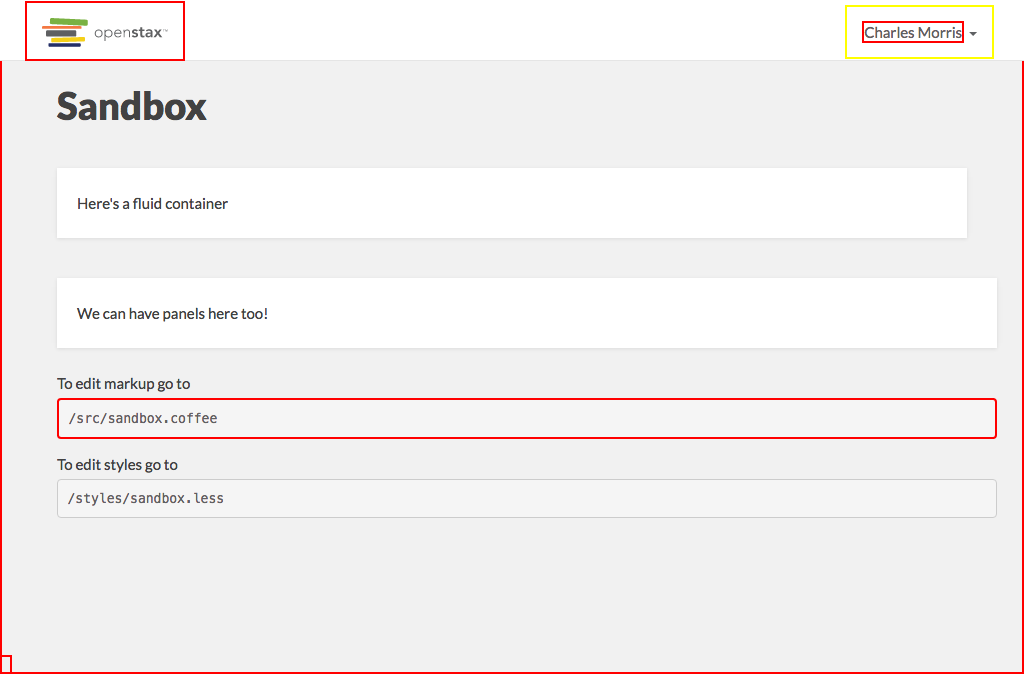 openstax™
Charles Morris
Sandbox
Here's a fluid container
We can have panels here too!
To edit markup go to
/src/sandbox.coffee
To edit styles go to
/styles/sandbox.less